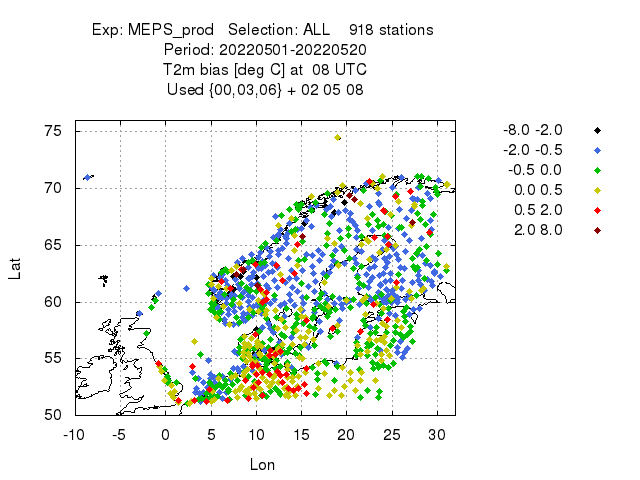 Exp: MEPS_prod   Selection: ALL    918 stations
Period: 20220501-20220520
T2m bias [deg C] at  08 UTC
Used {00,03,06} + 02 05 08
75
70
65
60
55
50
Lat
-10 -5 0 5 10 15 20 25 30
Lon
-8.0 -2.0
-2.0 -0.5
-0.5 0.0
0.0 0.5
0.5 2.0
2.0 8.0